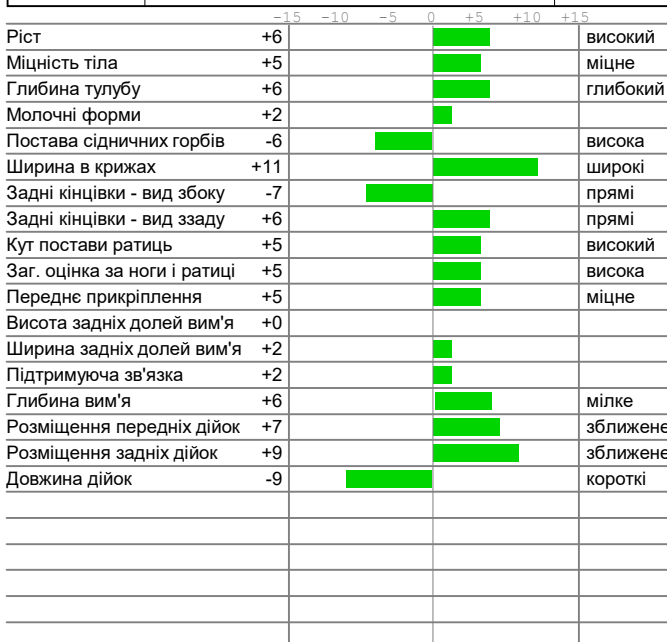 -15 -10 -5 0 +5 +10 +15
Ріст +6 високий
Міцність тіла +5 міцне
Глибина тулубу +6 глибокий
Молочні форми +2
Постава сідничних горбів -6 висока
Ширина в крижах +11 широкі
Задні кінцівки - вид збоку -7 прямі
Задні кінцівки - вид ззаду +6 прямі
Кут постави ратиць +5 високий
Заг. оцінка за ноги і ратиці +5 висока
Переднє прикріплення +5 міцне
Висота задніх долей вим'я +0
Ширина задніх долей вим'я +2
Підтримуюча зв'язка +2
Глибина вим'я +6 мілке
Розміщення передніх дійок +7 зближене
Розміщення задніх дійок +9 зближене
Довжина дійок -9 короткі